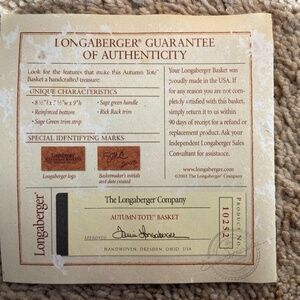 LONGABERGER® GUARANTEE
OF AUTHENTICITY
Look for the features that make this Autumn Tote™
Basket a handcrafted treasure:
UNIQUE CHARACTERISTICS
• Sage green handle
• Reinforced bottom
• Rick Rack trim
• Sage Green trim strip
SPECIAL IDENTIFYING MARKS
Longaberger logo
Basketmaker's initials
and date created
Your Longaberger Basket was
proudly made in the USA. If
for any reason you are not com-
pletely satisfied with this basket,
simply return it to us within
90 days of receipt for a refund or
replacement product. Ask your
Independent Longaberger Sales
Consultant for assistance.
www.longaberger.com
©2003 The Longaberger® Company
Longaberger®
The Longaberger Company
AUTUMN TOTE™ BASKET
APPROVED
HANDWOVEN, DRESDEN, OHIO USA
Product No.
10252